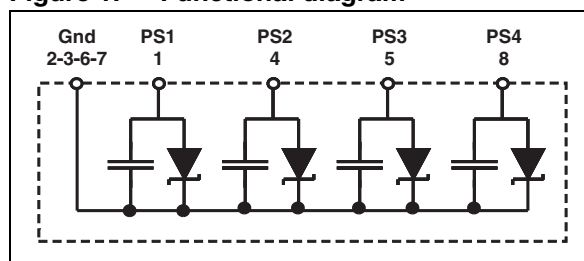 Figure 1. Functional diagram
Gnd PS1 PS2 PS3 PS4
2-3-6-7 1 4 5 8